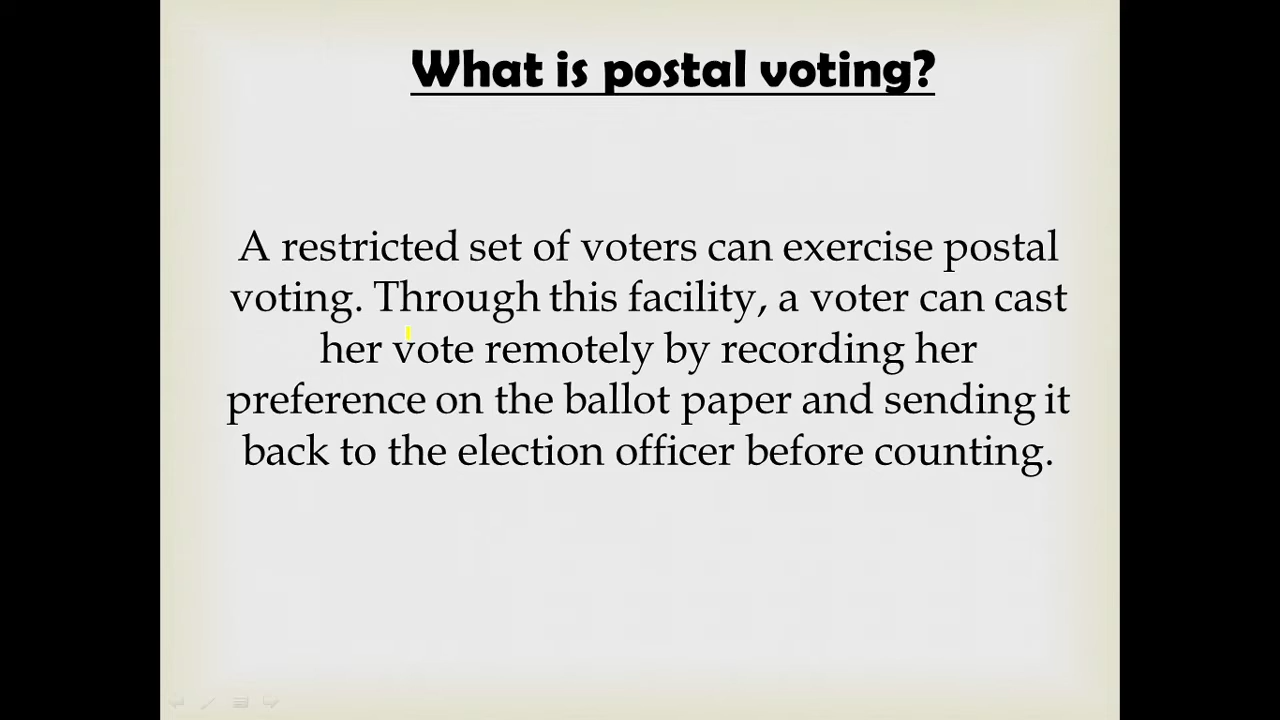 What is postal voting?
A restricted set of voters can exercise postal
voting. Through this facility, a voter can cast
her vote remotely by recording her
preference on the ballot paper and sending it
back to the election officer before counting.